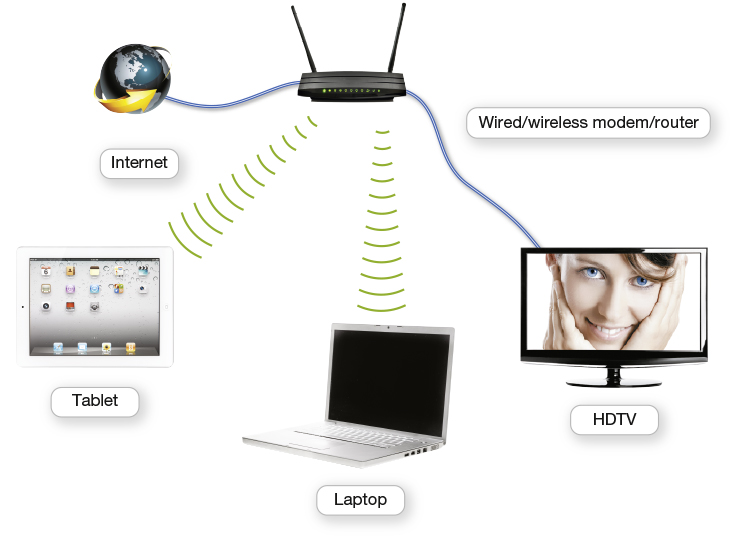 Wired/wireless modem/router
Internet
Tablet
HDTV
Laptop